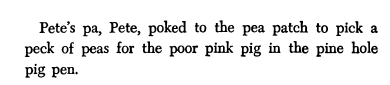 Pete's pa, Pete, poked to the pea patch to pick a
peck of peas for the poor pink pig in the pine hole
pig pen.